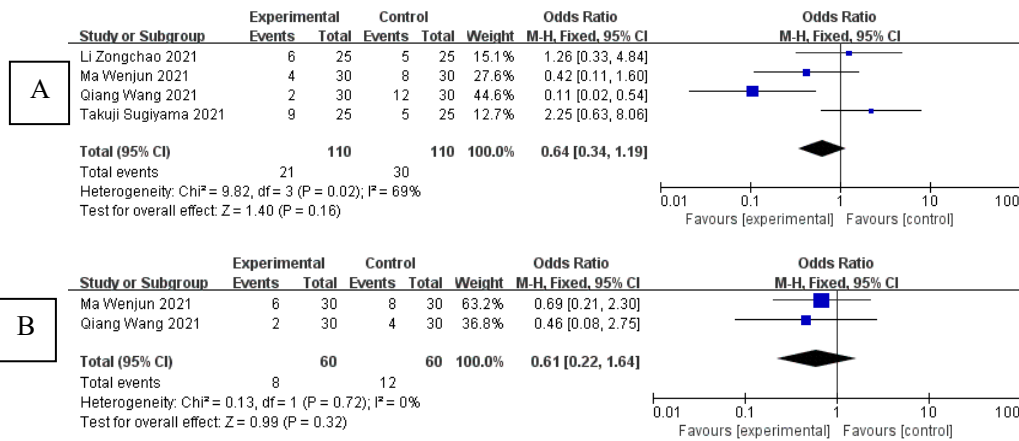 A
Experimental Control Odds Ratio Odds Ratio
Study or Subgroup Events Total Events Total Weight M-H, Fixed, 95% CI M-H, Fixed, 95% CI
Li Zongchao 2021 6 25 5 25 15.1% 1.26 [0.33, 4.84]
Ma Wenjun 2021 4 30 8 30 27.6% 0.42 [0.11, 1.60]
Qiang Wang 2021 2 30 12 30 44.6% 0.11 [0.02, 0.54]
Takuji Sugiyama 2021 9 25 5 25 12.7% 2.25 [0.63, 8.06]
Total (95% CI) 110 110 100.0% 0.64 [0.34, 1.19]
Total events 21 30
Heterogeneity: Chi² = 9.82, df = 3 (P = 0.02); I² = 69%
Test for overall effect: Z = 1.40 (P = 0.16)
0.01 0.1 1 10 100
Favours [experimental] Favours [control]
B
Experimental Control Odds Ratio Odds Ratio
Study or Subgroup Events Total Events Total Weight M-H, Fixed, 95% CI M-H, Fixed, 95% CI
Ma Wenjun 2021 6 30 8 30 63.2% 0.69 [0.21, 2.30]
Qiang Wang 2021 2 30 4 30 36.8% 0.46 [0.08, 2.75]
Total (95% CI) 60 60 100.0% 0.61 [0.22, 1.64]
Total events 8 12
Heterogeneity: Chi² = 0.13, df = 1 (P = 0.72); I² = 0%
Test for overall effect: Z = 0.99 (P = 0.32)
0.01 0.1 1 10 100
Favours [experimental] Favours [control]